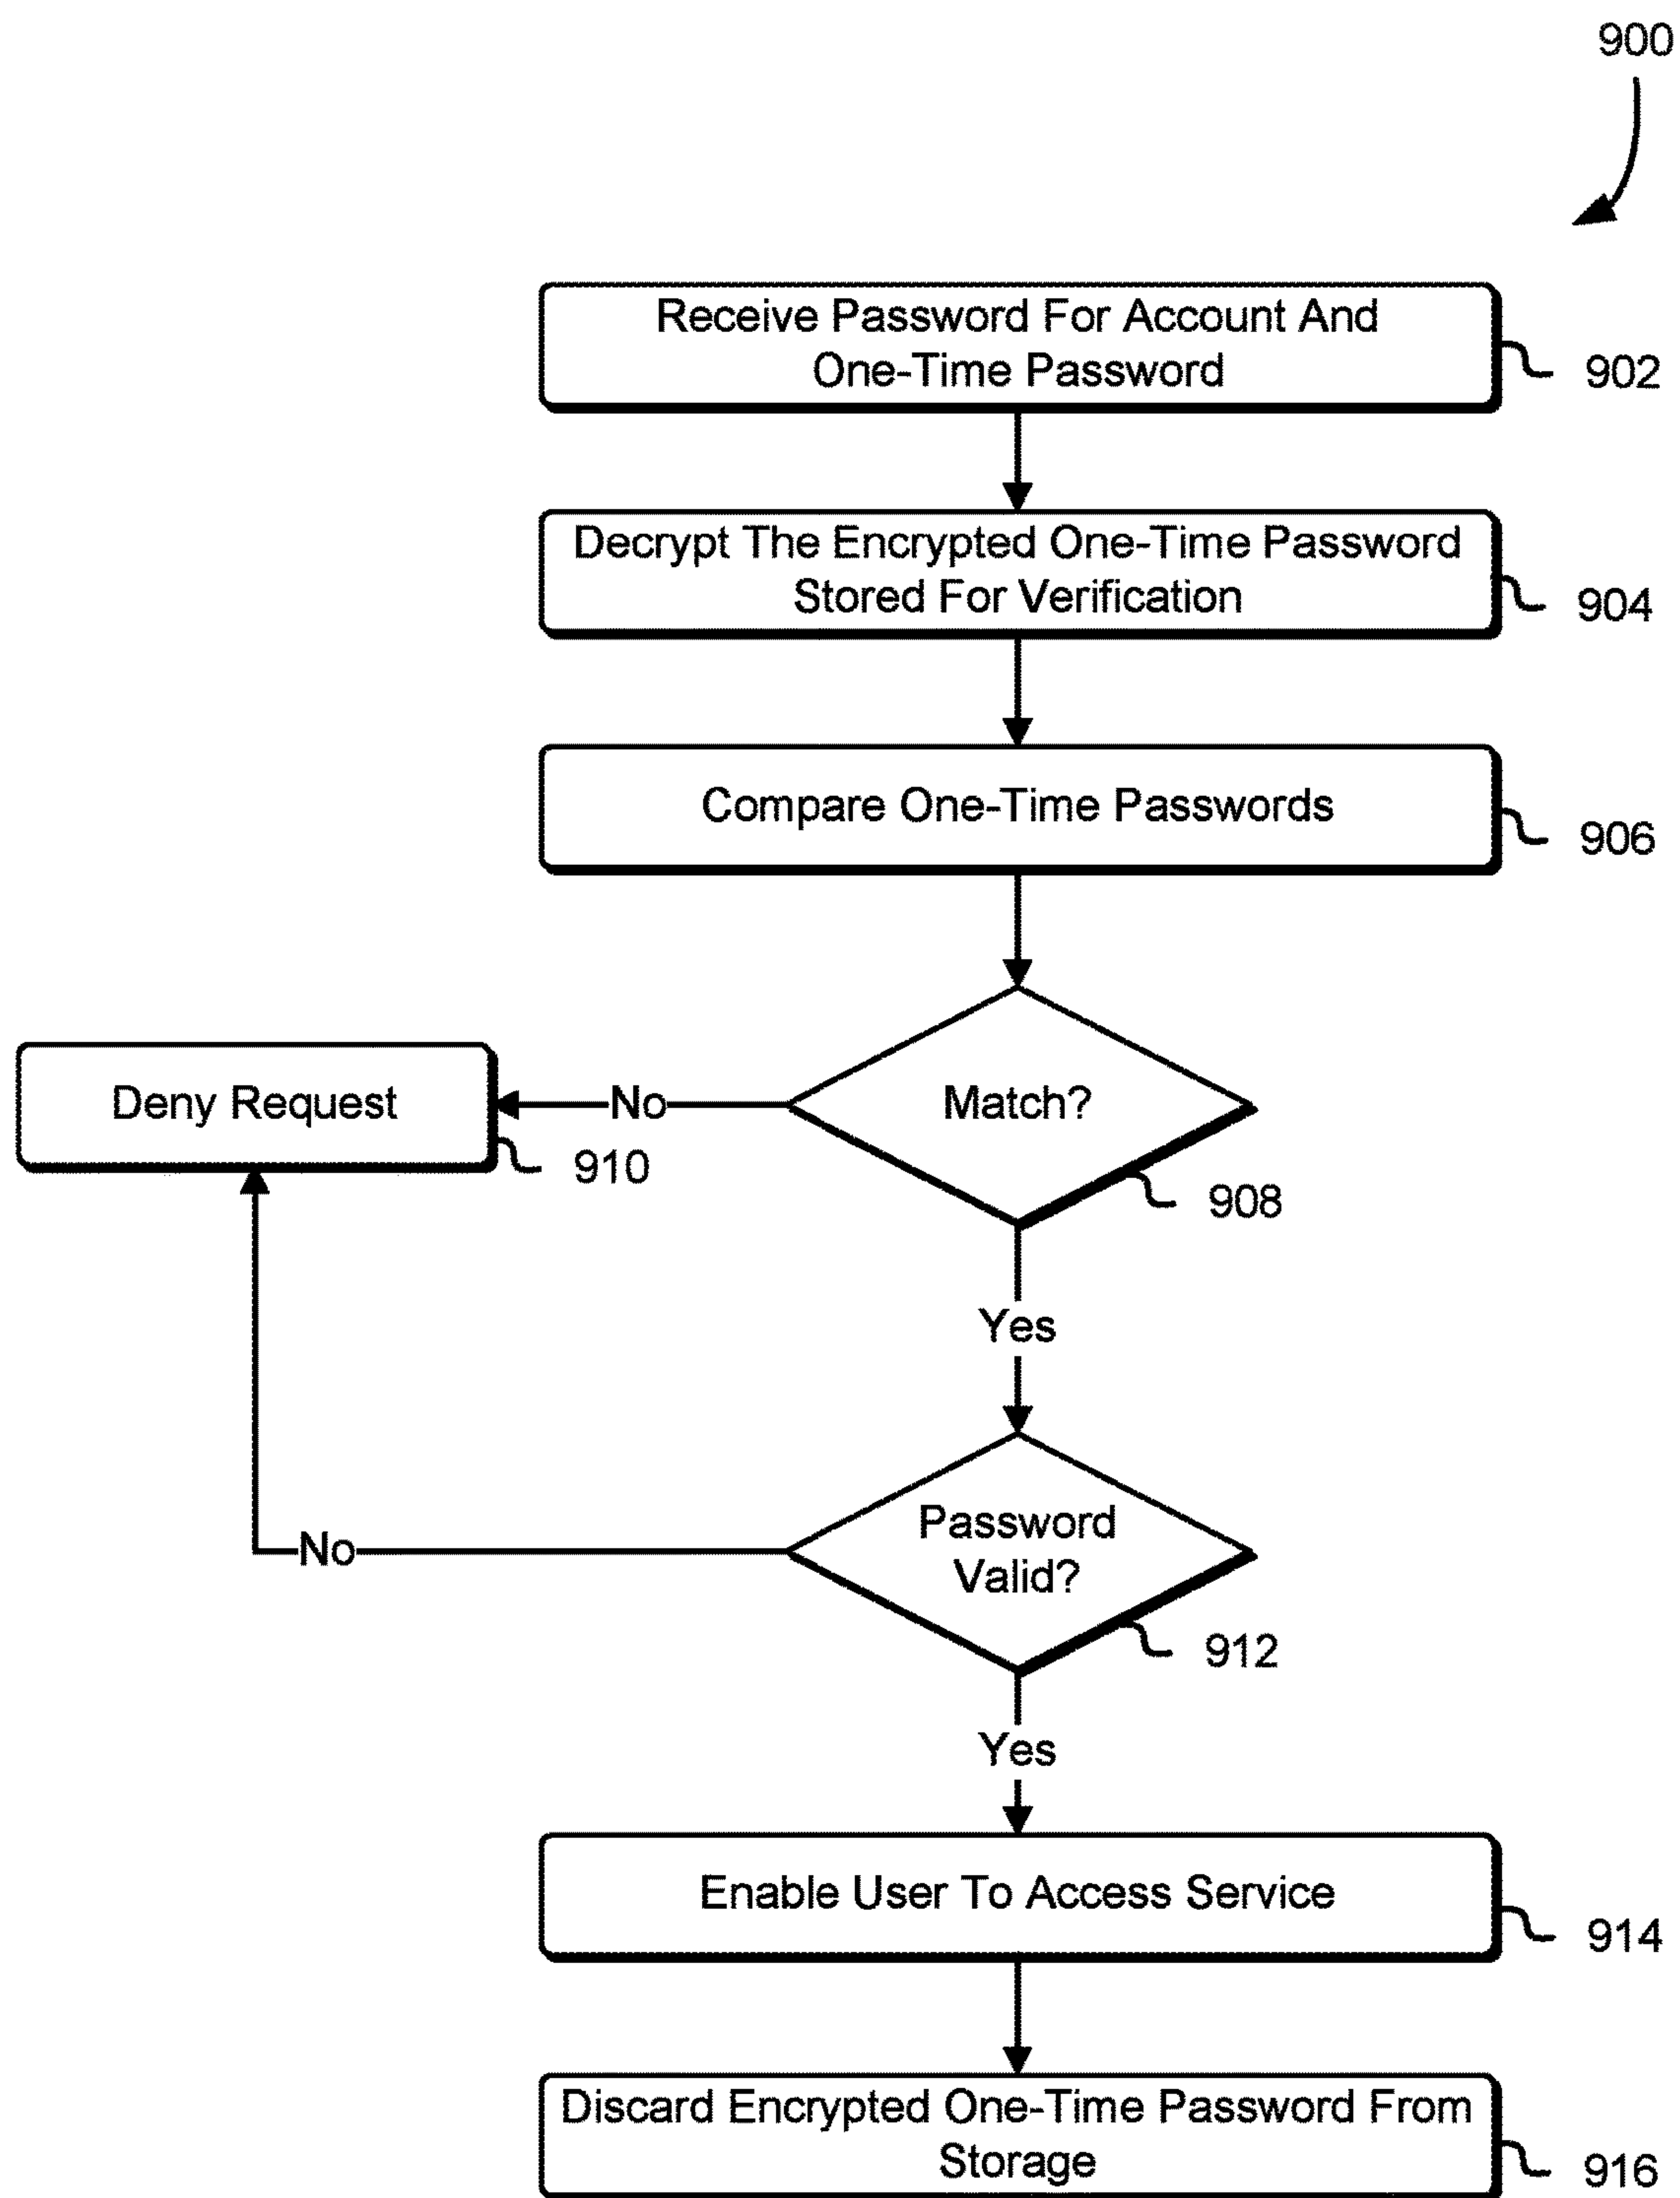 900
Receive Password For Account And
One-Time Password
902
Decrypt The Encrypted One-Time Password
Stored For Verification
904
Compare One-Time Passwords
906
Match?
908
No
Deny Request
910
Yes
Password
Valid?
912
No
Yes
Enable User To Access Service
914
Discard Encrypted One-Time Password From
Storage
916